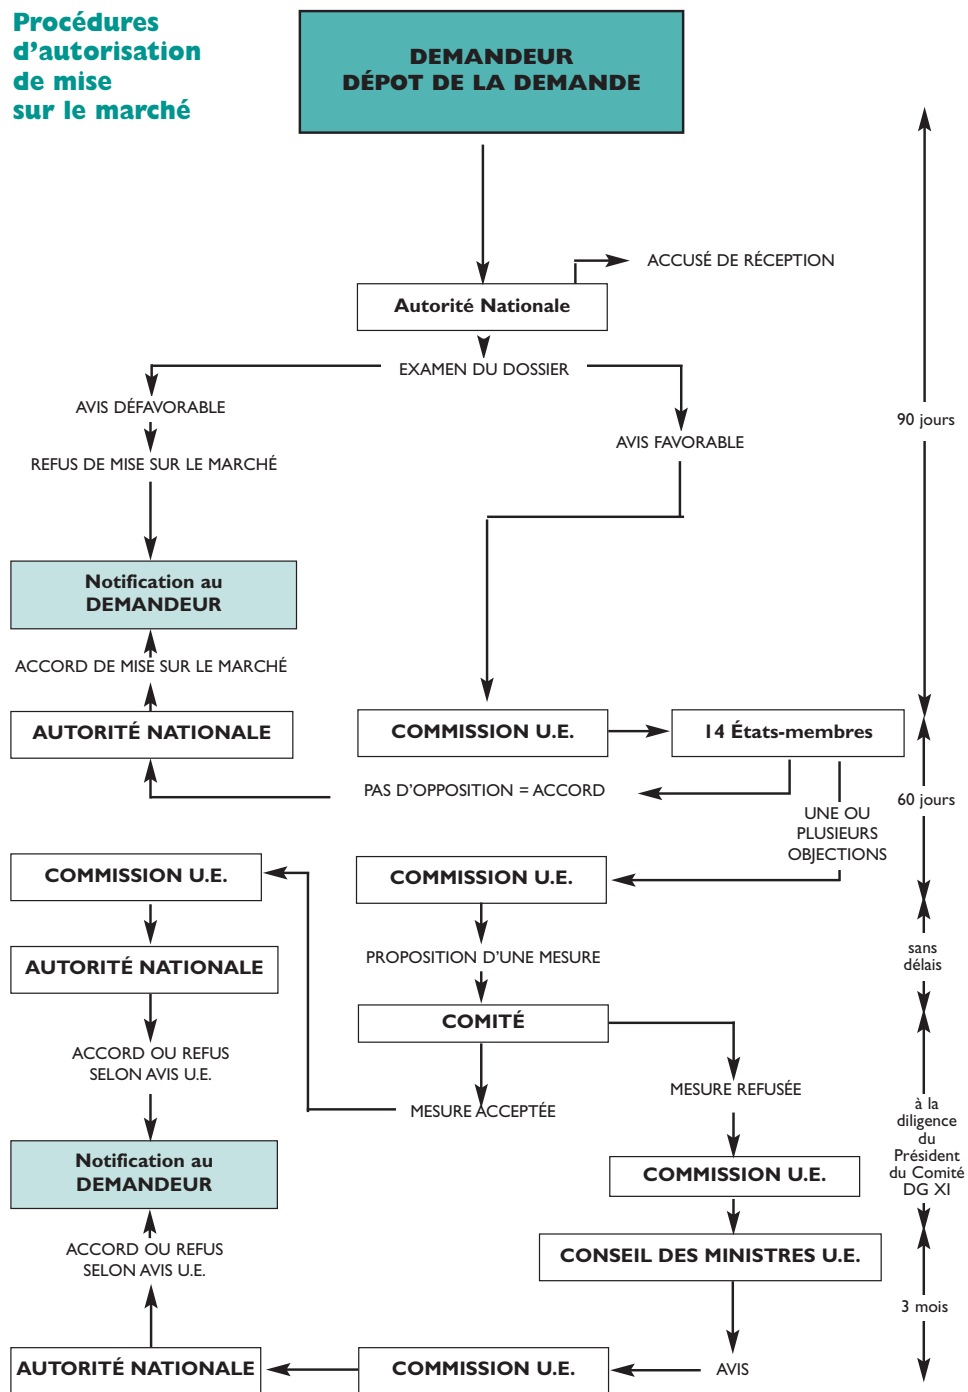 Procédures
d'autorisation
de mise
sur le marché
DEMANDEUR
DÉPOT DE LA DEMANDE
ACCUSÉ DE RÉCEPTION
Autorité Nationale
EXAMEN DU DOSSIER
AVIS DÉFAVORABLE
90 jours
AVIS FAVORABLE
REFUS DE MISE SUR LE MARCHÉ
Notification au
DEMANDEUR
ACCORD DE MISE SUR LE MARCHÉ
AUTORITÉ NATIONALE
COMMISSION U.E.
14 États-membres
PAS D'OPPOSITION = ACCORD
60 jours
UNE OU
PLUSIEURS
OBJECTIONS
COMMISSION U.E.
COMMISSION U.E.
PROPOSITION D'UNE MESURE
sans
délais
AUTORITÉ NATIONALE
COMITÉ
ACCORD OU REFUS
SELON AVIS U.E.
MESURE REFUSÉE
MESURE ACCEPTÉE
à la
diligence
du
Président
du Comité
DG XI
Notification au
DEMANDEUR
COMMISSION U.E.
ACCORD OU REFUS
SELON AVIS U.E.
CONSEIL DES MINISTRES U.E.
3 mois
AUTORITÉ NATIONALE
COMMISSION U.E.
AVIS